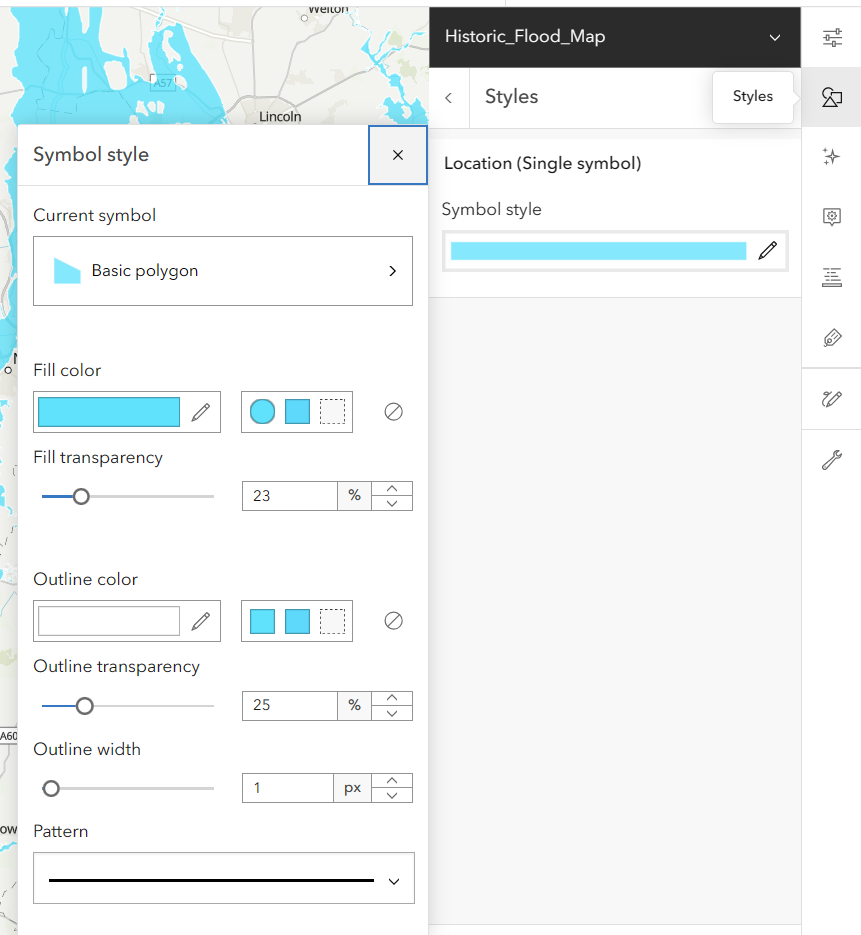 Welton
A57
Lincoln
Historic_Flood_Map
Styles
Styles
Location (Single symbol)
Symbol style
Symbol style
Current symbol
Basic polygon
Fill color
Fill transparency
23 %
Outline color
Outline transparency
25 %
Outline width
1 px
Pattern